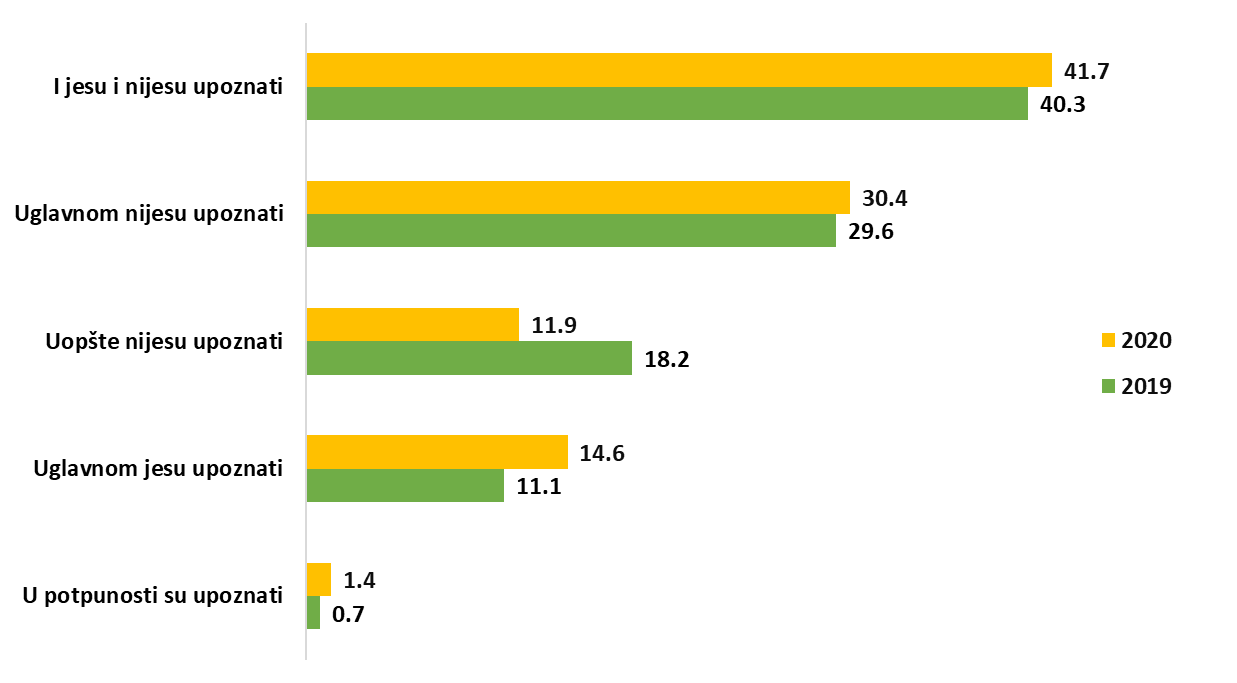 I jesu i nijesu upoznati
41.7
40.3
Uglavnom nijesu upoznati
30.4
29.6
Uopšte nijesu upoznati
11.9
18.2
Uglavnom jesu upoznati
14.6
11.1
U potpunosti su upoznati
1.4
0.7
2020
2019